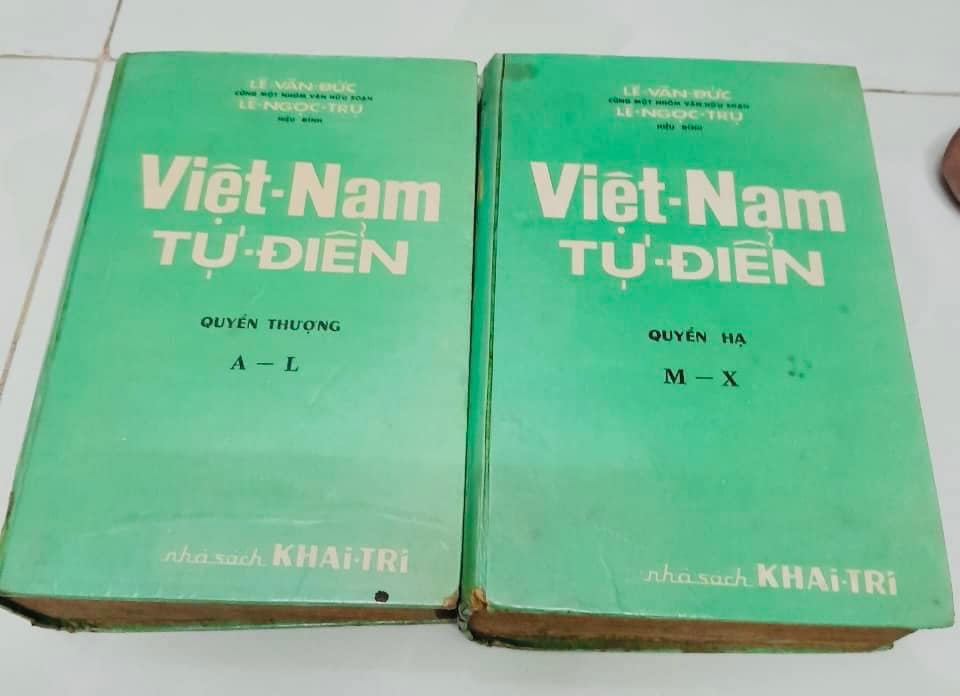 LÊ-VĂN-ĐỨC
CÙNG MỘT NHÓM VĂN HỮU SOẠN
LÊ-NGỌC-TRỤ
HIỆU ĐÍNH
Việt-Nam
TỰ-ĐIỂN
QUYỂN THƯỢNG
A – L
nhà sách KHAi-TRí
LÊ-VĂN-ĐỨC
CÙNG MỘT NHÓM VĂN HỮU SOẠN
LÊ-NGỌC-TRỤ
HIỆU ĐÍNH
Việt-Nam
TỰ-ĐIỂN
QUYỂN HẠ
M – X
nhà sách KHAi-TRí